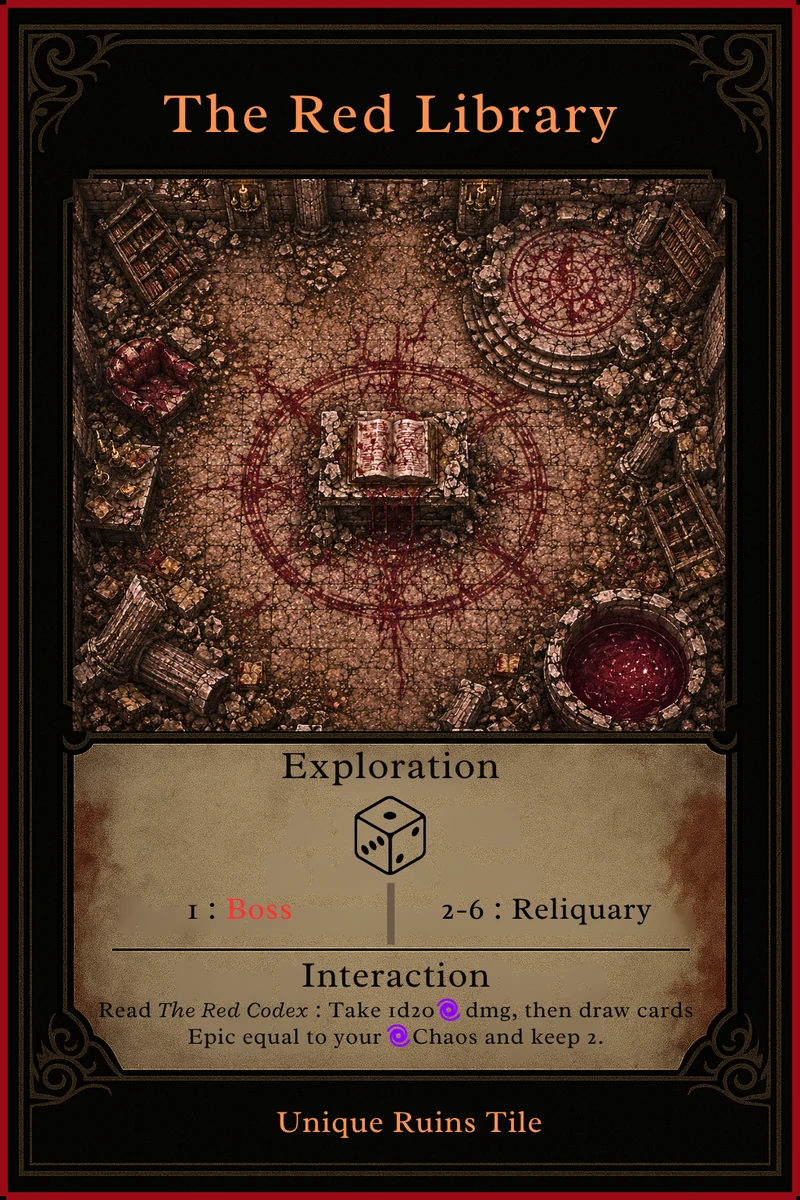 The Red Library
Exploration
1 : Boss
2-6 : Reliquary
Interaction
Read The Red Codex : Take 1d20 dmg, then draw cards
Epic equal to your Chaos and keep 2.
Unique Ruins Tile